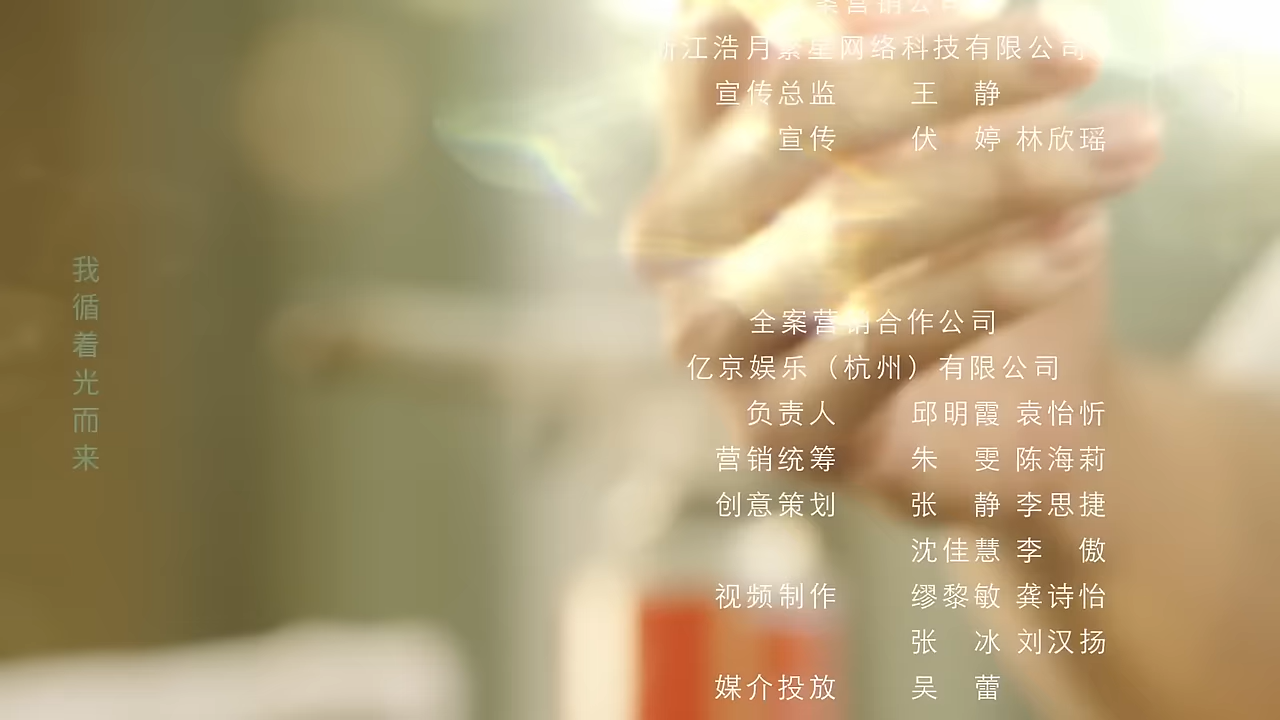 案营销公司
浙江浩月繁星网络科技有限公司
宣传总监 王 静
宣传 伏 婷 林欣瑶
全案营销合作公司
亿京娱乐（杭州）有限公司
负责人 邱明霞 袁怡忻
营销统筹 朱 雯 陈海莉
创意策划 张 静 李思捷
沈佳慧 李 傲
视频制作 缪黎敏 龚诗怡
张 冰 刘汉扬
媒介投放 吴 蕾
我循着光而来